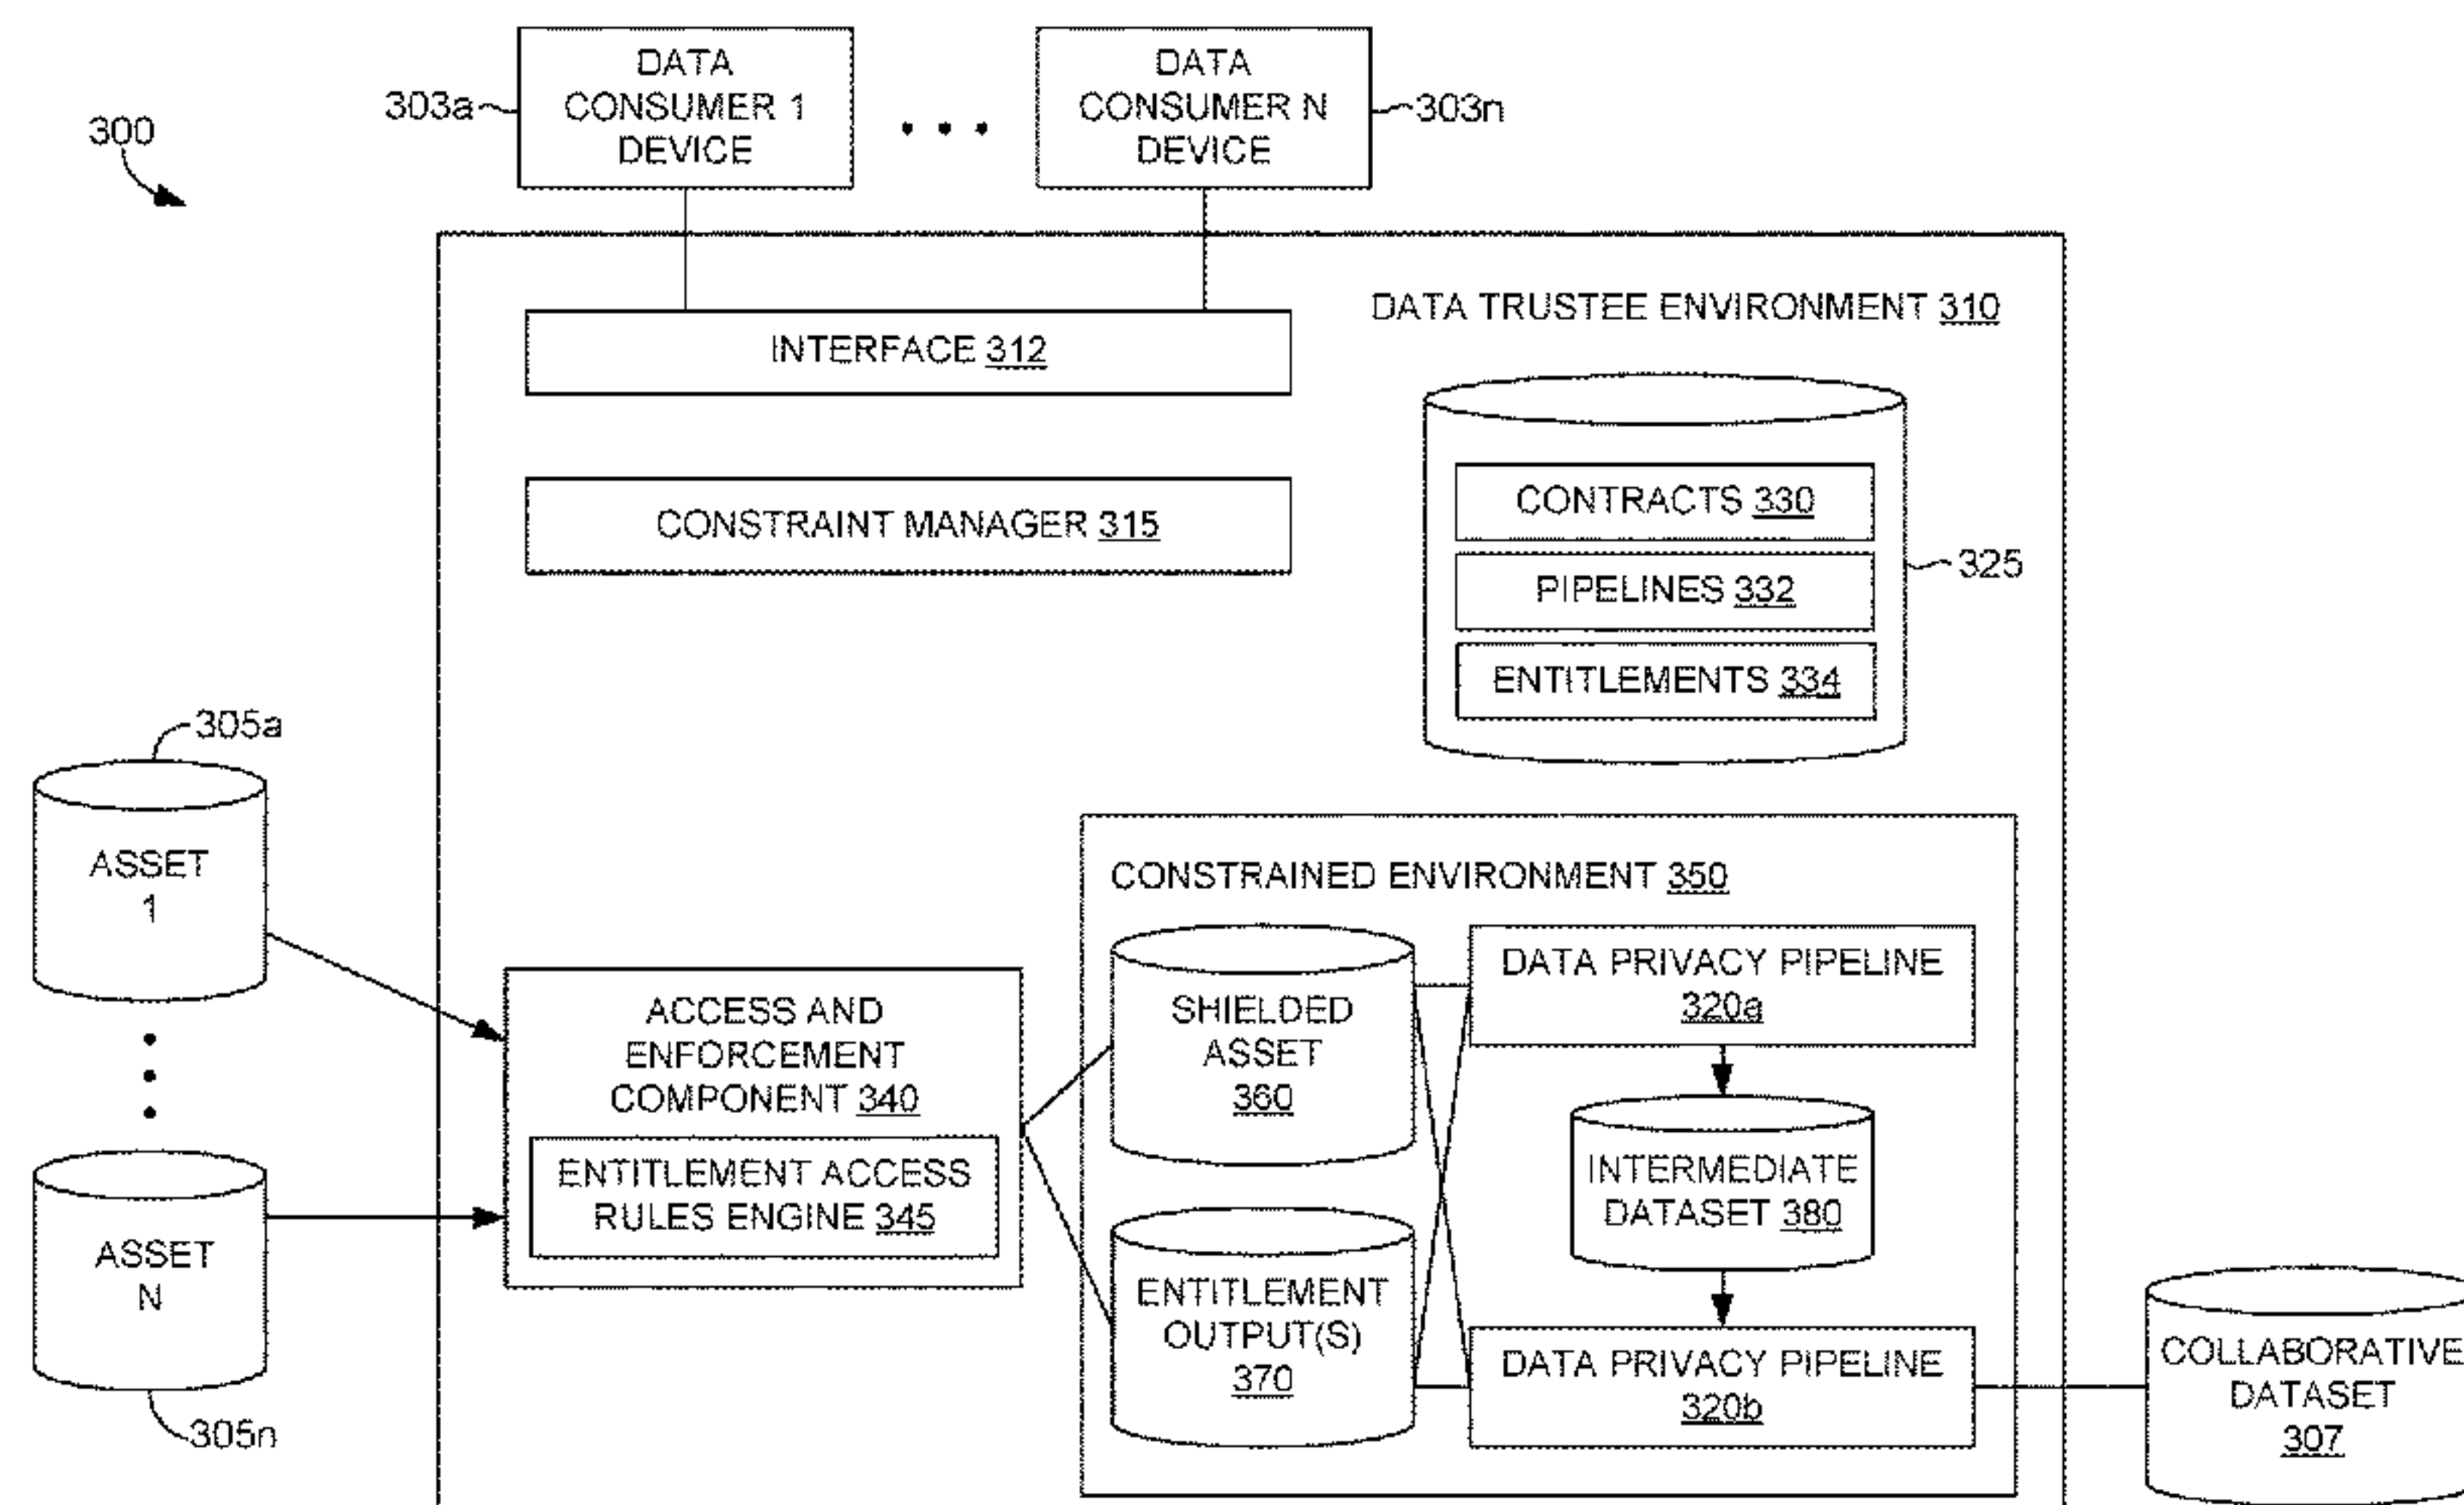 300
303a
DATA
CONSUMER 1
DEVICE
DATA
CONSUMER N
DEVICE
303n
INTERFACE 312
DATA TRUSTEE ENVIRONMENT 310
CONSTRAINT MANAGER 315
CONTRACTS 330
PIPELINES 332
ENTITLEMENTS 334
325
305a
ASSET
1
ASSET
N
305n
ACCESS AND
ENFORCEMENT
COMPONENT 340
ENTITLEMENT ACCESS
RULES ENGINE 345
CONSTRAINED ENVIRONMENT 350
SHIELDED
ASSET
360
ENTITLEMENT
OUTPUT(S)
370
DATA PRIVACY PIPELINE
320a
INTERMEDIATE
DATASET 380
DATA PRIVACY PIPELINE
320b
COLLABORATIVE
DATASET
307